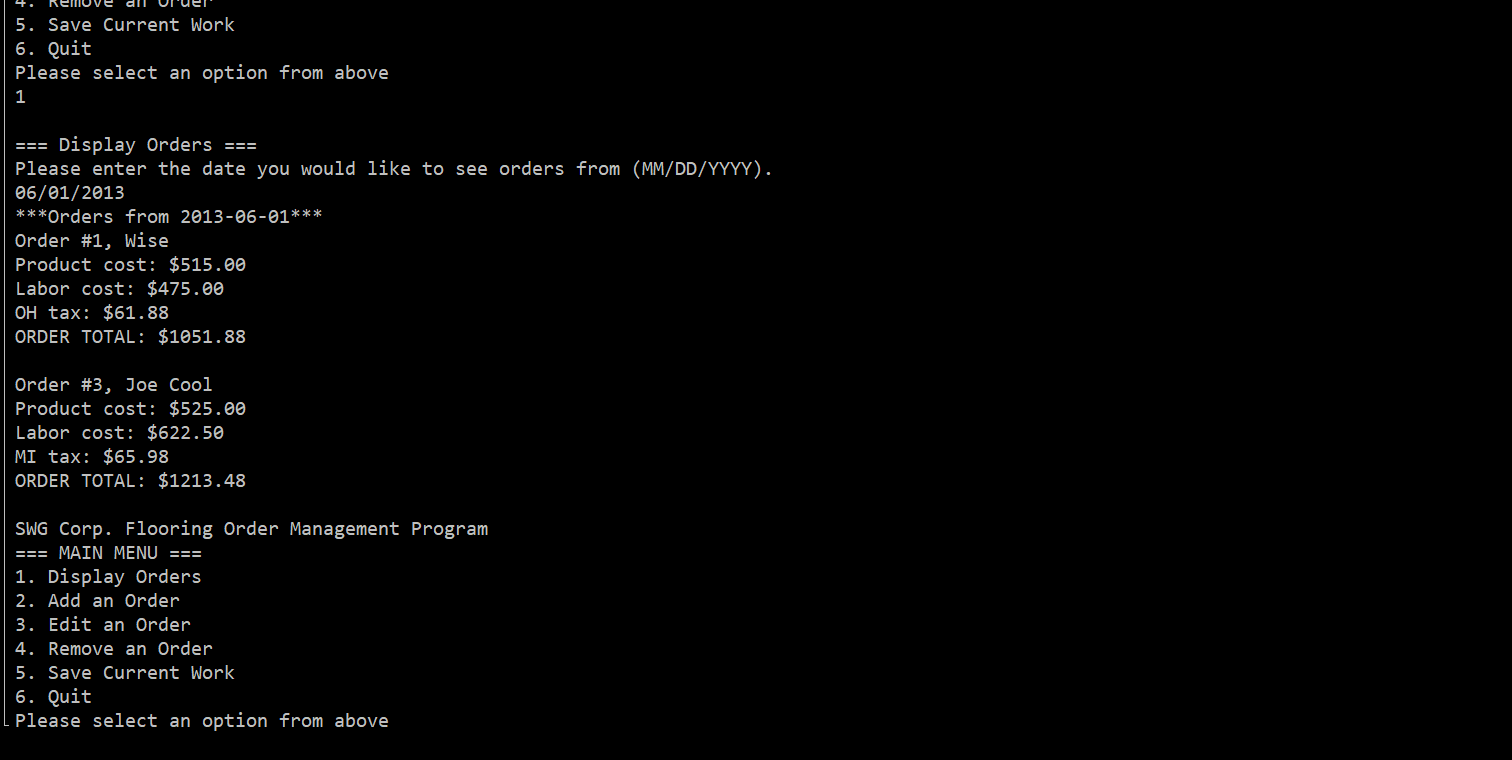 4. Remove an Order
5. Save Current Work
6. Quit
Please select an option from above
1
=== Display Orders ===
Please enter the date you would like to see orders from (MM/DD/YYYY).
06/01/2013
***Orders from 2013-06-01***
Order #1, Wise
Product cost: $515.00
Labor cost: $475.00
OH tax: $61.88
ORDER TOTAL: $1051.88
Order #3, Joe Cool
Product cost: $525.00
Labor cost: $622.50
MI tax: $65.98
ORDER TOTAL: $1213.48
SWG Corp. Flooring Order Management Program
=== MAIN MENU ===
1. Display Orders
2. Add an Order
3. Edit an Order
4. Remove an Order
5. Save Current Work
6. Quit
Please select an option from above